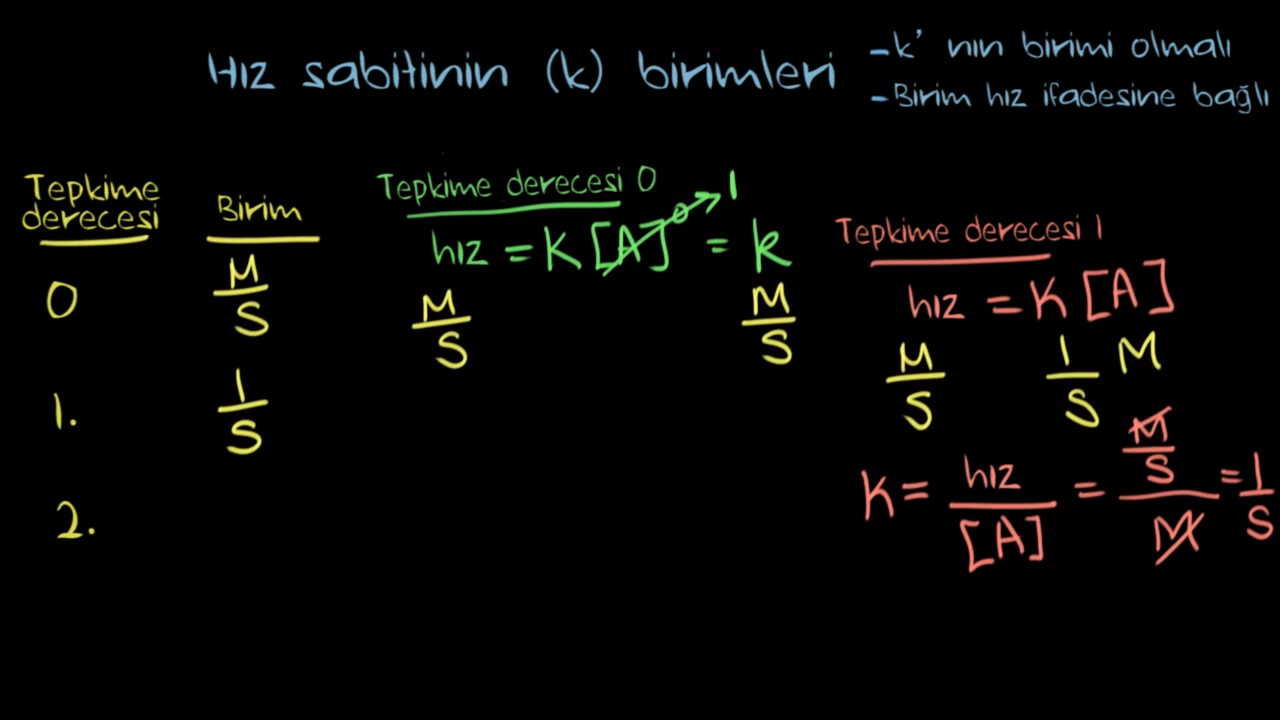 Hız sabitinin (k) birimleri
-k' nın birimi olmalı
-Birim hız ifadesine bağlı
Tepkime derecesi
Birim
0
M/S
1.
1/S
2.
Tepkime derecesi 0
hız = K [A]⁰ → 1 = k
M/S
M/S
Tepkime derecesi 1
hız = K [A]
M/S
1/S M
K = hız/[A] = M/S / M = 1/S